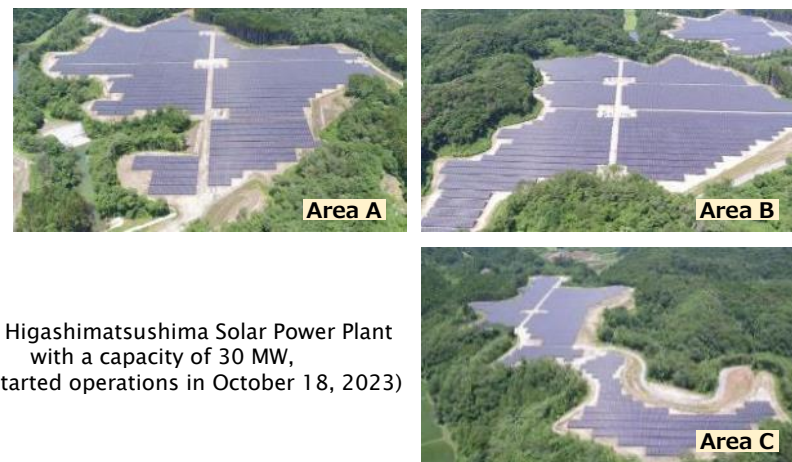 Area A
Area B
Higashimatsushima Solar Power Plant
with a capacity of 30 MW,
tarted operations in October 18, 2023)
Area C